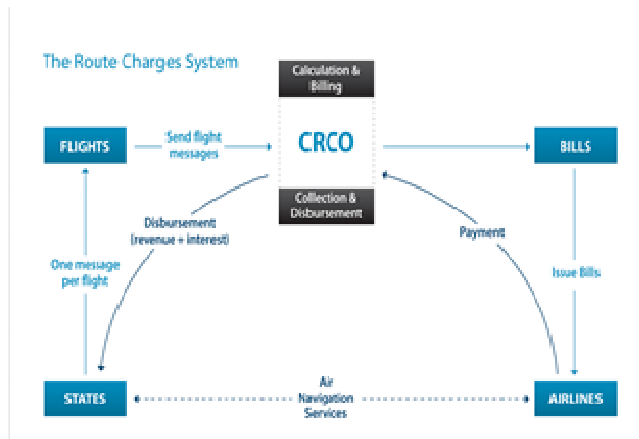 The Route Charges System
Calculation &
Billing
FLIGHTS
Send flight
messages
CRCO
BILLS
Collection &
Disbursement
Disbursement
(revenue + interest)
Payment
One message
per flight
Issue Bills
STATES
Air
Navigation
Services
AIRLINES